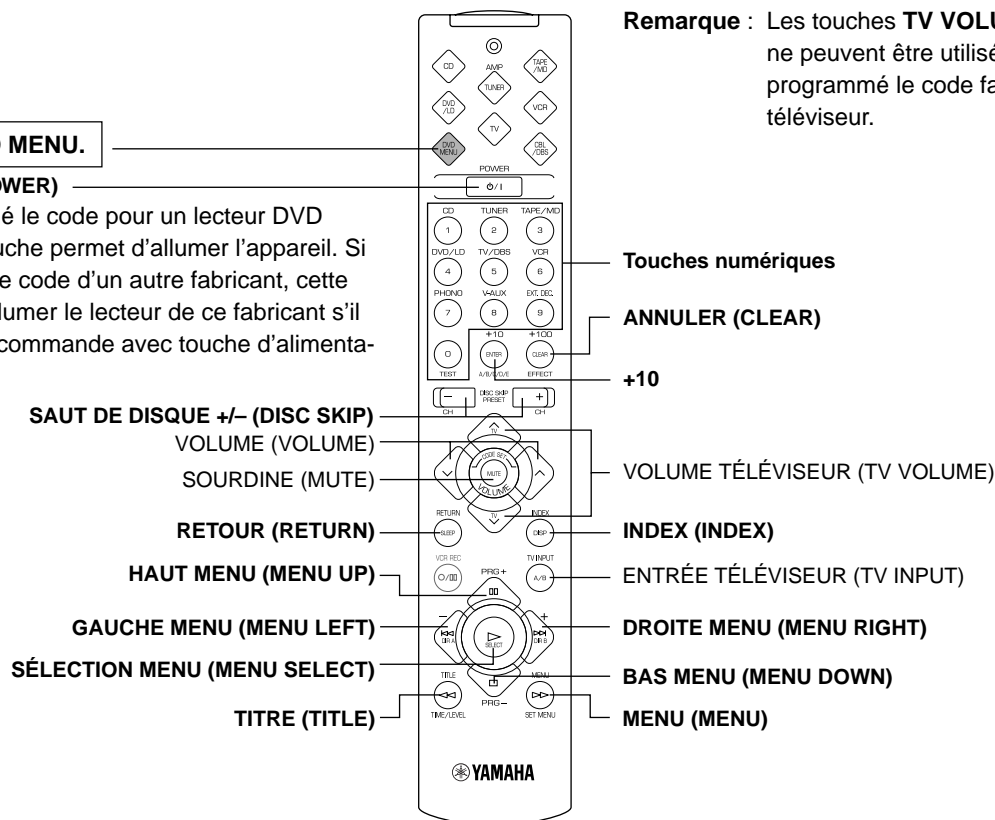 Remarque : Les touches TV VOLU
ne peuvent être utilisé
programmé le code fa
téléviseur.
MENU.
OWER)
é le code pour un lecteur DVD
uche permet d'allumer l'appareil. Si
e code d'un autre fabricant, cette
llumer le lecteur de ce fabricant s'il
commande avec touche d'alimenta-
SAUT DE DISQUE +/– (DISC SKIP)
VOLUME (VOLUME)
SOURDINE (MUTE)
RETOUR (RETURN)
HAUT MENU (MENU UP)
GAUCHE MENU (MENU LEFT)
SÉLECTION MENU (MENU SELECT)
TITRE (TITLE)
CD
AMP
TAPE
/MD
TUNER
DVD
/LD
VCR
TV
DVD
MENU
CBL
/DBS
POWER
⏻/I
CD TUNER TAPE/MD
1 2 3
DVD/LD TV/DBS VCR
4 5 6
PHONO V-AUX EXT. DEC.
7 8 9
+10 +100
0 ENTER CLEAR
TEST A/B/C/D/E EFFECT
– DISC SKIP +
PRESET
CH CH
TV
CODE SET
MUTE
VOLUME
TV
RETURN INDEX
SLEEP DISP
VCR REC TV INPUT
A/B
PRG+
– +
DIR A SELECT DIR B
TITLE MENU
TIME/LEVEL PRG– SET MENU
YAMAHA
Touches numériques
ANNULER (CLEAR)
+10
VOLUME TÉLÉVISEUR (TV VOLUME)
INDEX (INDEX)
ENTRÉE TÉLÉVISEUR (TV INPUT)
DROITE MENU (MENU RIGHT)
BAS MENU (MENU DOWN)
MENU (MENU)